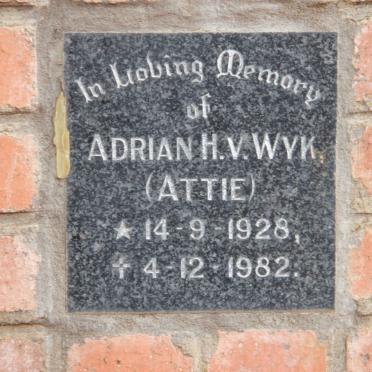 In Loving Memory
of
ADRIAN H.V. WYK.
(ATTIE)
★ 14-9-1928,
✝ 4-12-1982.